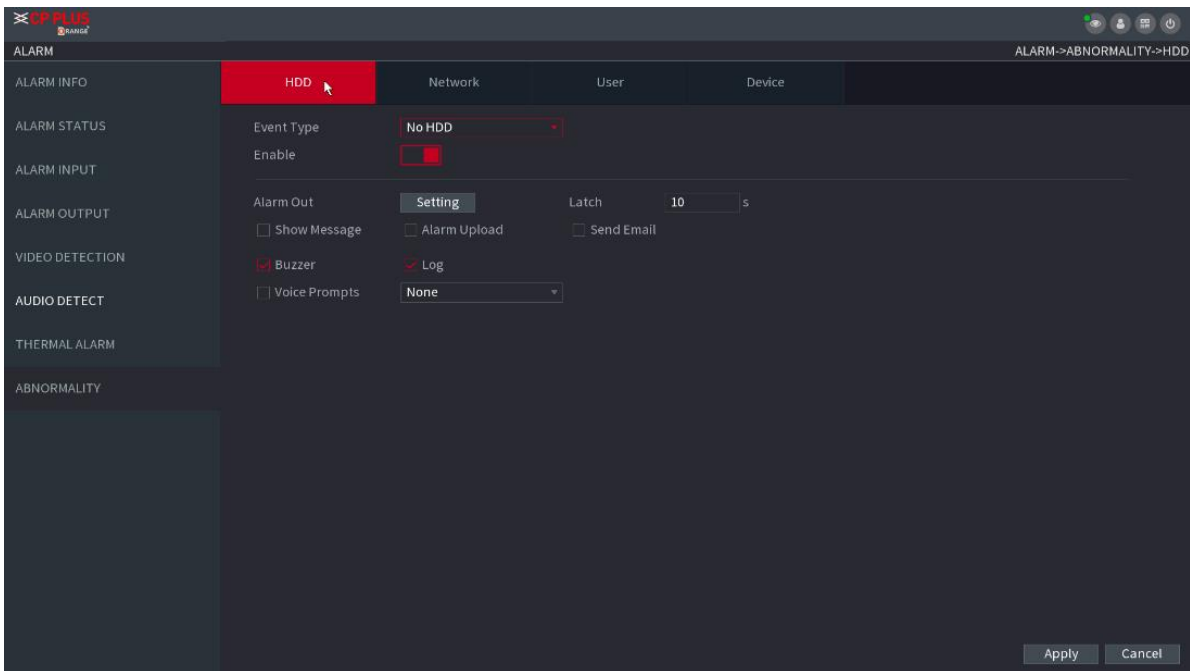 CP PLUS
ORANGE
ALARM
ALARM->ABNORMALITY->HDD
ALARM INFO
ALARM STATUS
ALARM INPUT
ALARM OUTPUT
VIDEO DETECTION
AUDIO DETECT
THERMAL ALARM
ABNORMALITY
HDD Network User Device
Event Type No HDD
Enable
Alarm Out Setting Latch 10 s
Show Message Alarm Upload Send Email
Buzzer Log
Voice Prompts None
Apply Cancel